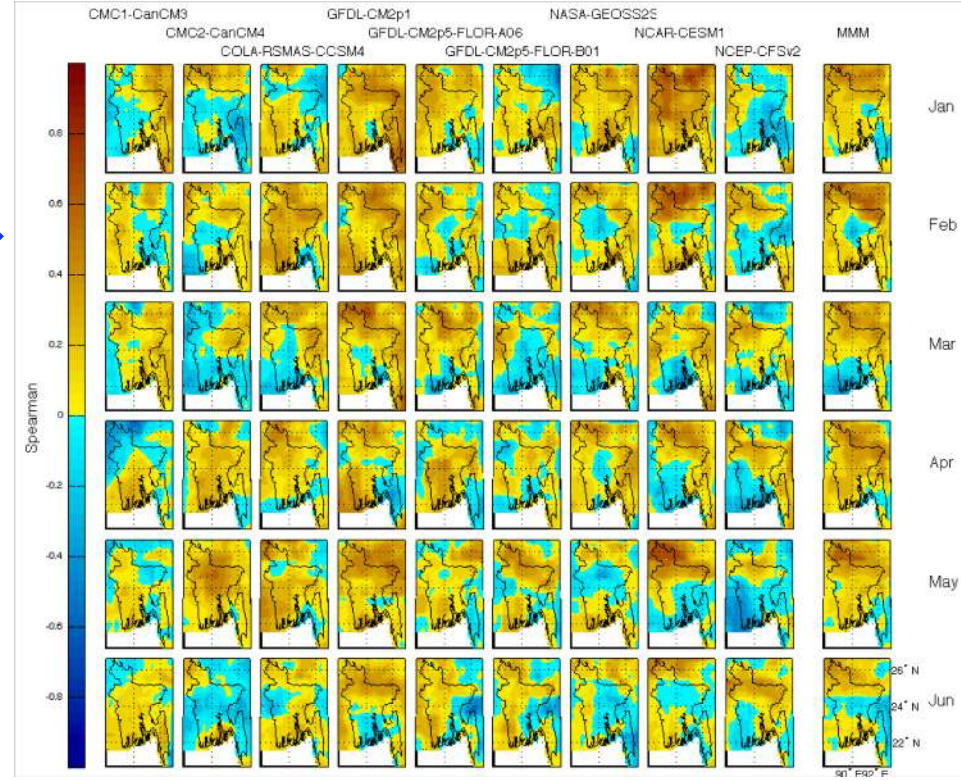 CMC1-CanCM3 GFDL-CM2p1 NASA-GEOSS2S
CMC2-CanCM4 GFDL-CM2p5-FLOR-A06 NCAR-CESM1 MMM
COLA-RSMAS-CCSM4 GFDL-CM2p5-FLOR-B01 NCEP-CFSv2
Jan
0.8
0.6
Feb
0.4
0.2
Mar
Spearman
0
Apr
-0.2
-0.4
May
-0.6
26° N
-0.8
24° N Jun
22° N
90° E92° E